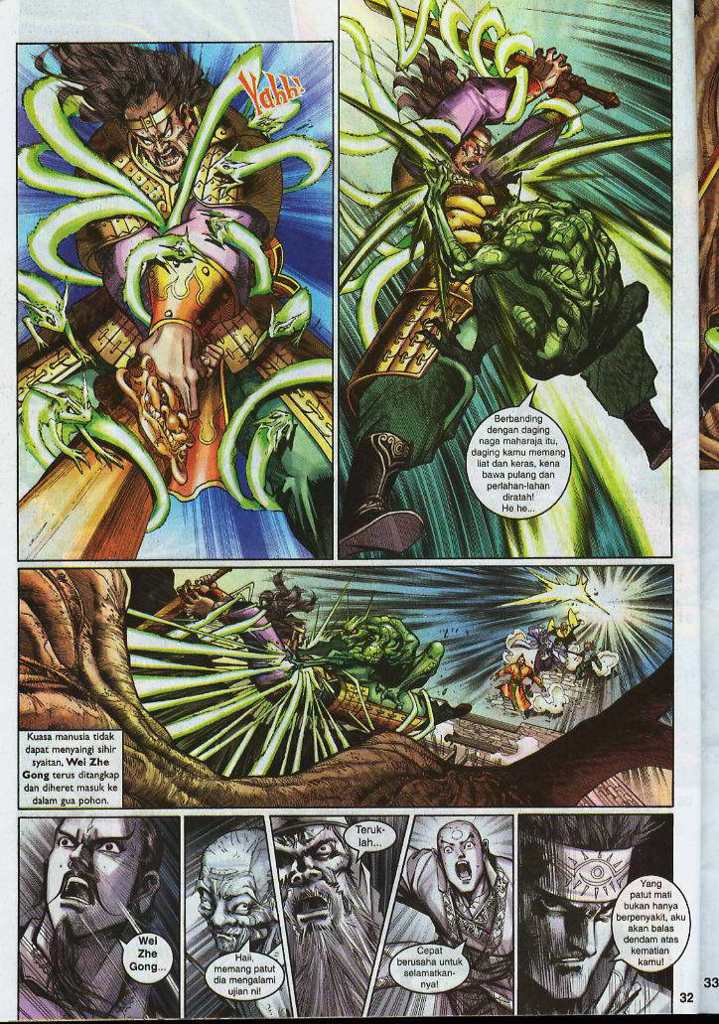 Yahh!
Berbanding
dengan daging
naga maharaja itu,
daging kamu memang
liat dan keras, kena
bawa pulang dan
perlahan-lahan
diratah!
He he...
Kuasa manusia tidak
dapat menyaingi sihir
syaitan, Wei Zhe
Gong terus ditangkap
dan diheret masuk ke
dalam gua pohon.
Wei
Zhe
Gong...
Haii,
memang patut
dia mengalami
ujian ni!
Teruk-
lah...
Cepat
berusaha untuk
selamatkan-
nya!
Yang
patut mati
bukan hanya
berpenyakit, aku
akan balas
dendam atas
kematian
kamu!
32
33